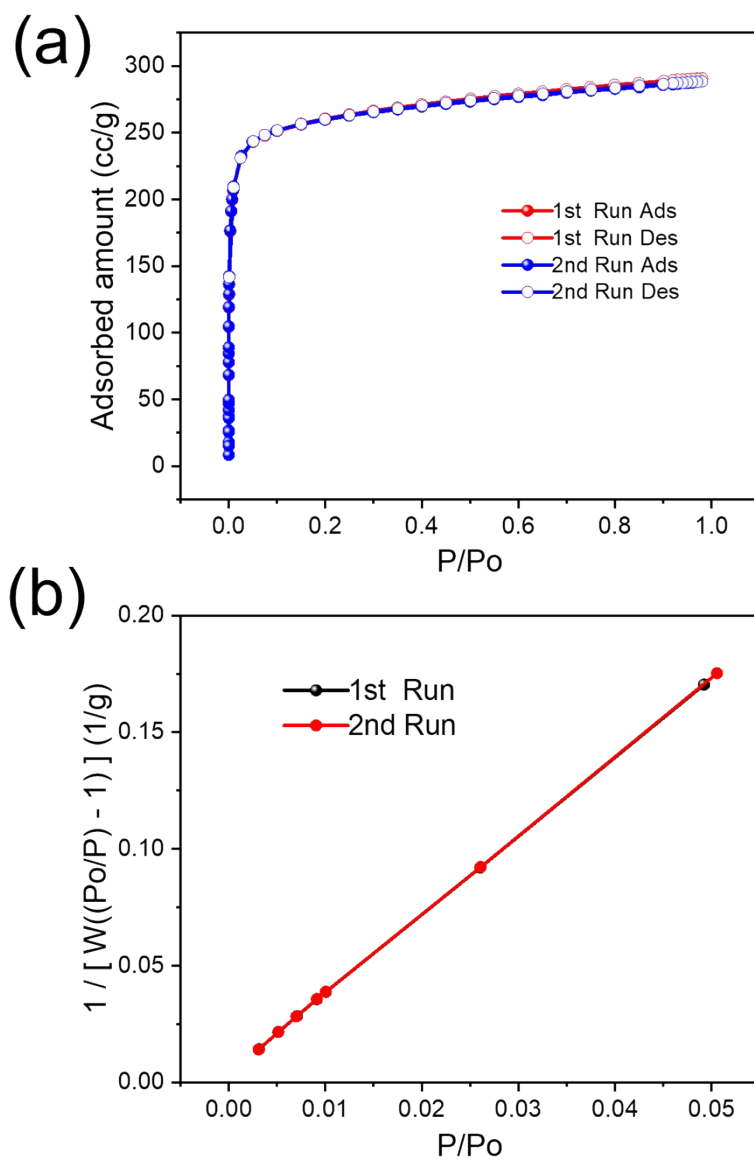 (a)
300
250
200
150
100
50
0
Adsorbed amount (cc/g)
1st  Run Ads
1st  Run Des
2nd Run Ads
2nd Run Des
0.0 0.2 0.4 0.6 0.8 1.0
P/Po
(b)
0.20
0.15
0.10
0.05
0.00
1 / [ W((Po/P) - 1) ] (1/g)
1st  Run
2nd Run
0.00 0.01 0.02 0.03 0.04 0.05
P/Po